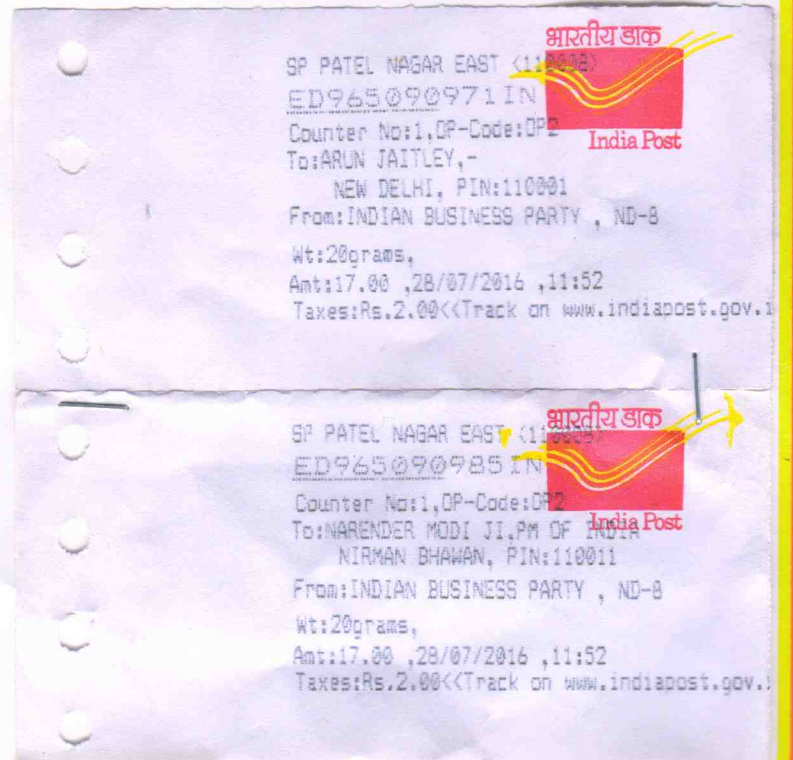 भारतीय डाक
SP PATEL NAGAR EAST <110008>
ED965090971IN
Counter No:1,OP-Code:OP2
India Post
To:ARUN JAITLEY,-
NEW DELHI, PIN:110001
From:INDIAN BUSINESS PARTY , ND-8
Wt:20grams,
Amt:17.00 ,28/07/2016 ,11:52
Taxes:Rs.2.00<<Track on www.indiapost.gov.i
भारतीय डाक
SP PATEL NAGAR EAST <110008>
ED965090985IN
Counter No:1,OP-Code:OP2
India Post
To:NARENDER MODI JI,PM OF INDIA
NIRMAN BHAWAN, PIN:110011
From:INDIAN BUSINESS PARTY , ND-8
Wt:20grams,
Amt:17.00 ,28/07/2016 ,11:52
Taxes:Rs.2.00<<Track on www.indiapost.gov.i